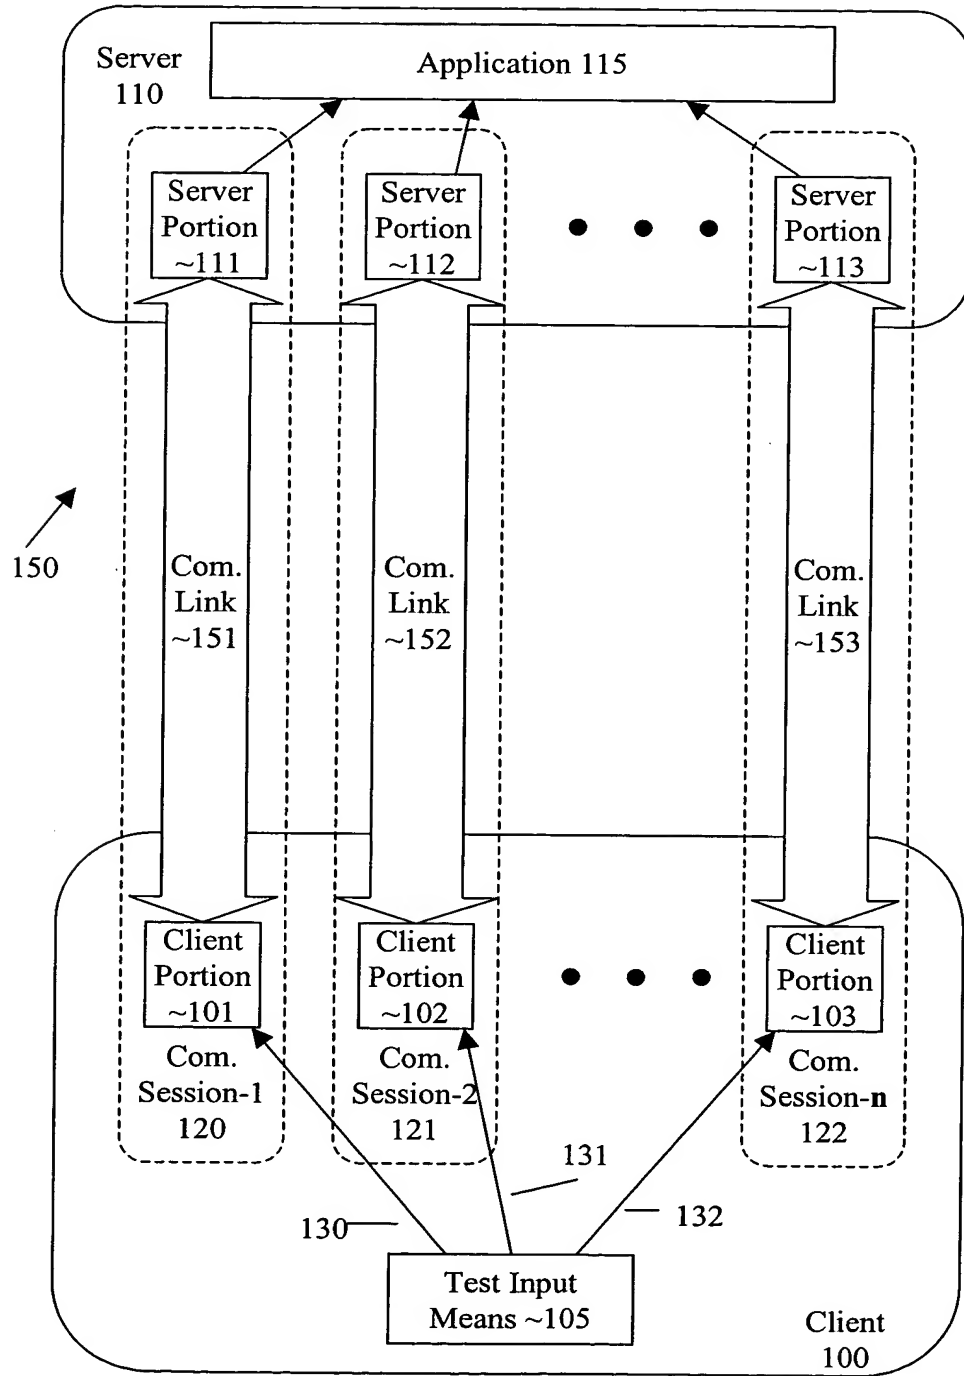 Server
110
Application 115
Server
Portion
~111
Server
Portion
~112
Server
Portion
~113
150
Com.
Link
~151
Com.
Link
~152
Com.
Link
~153
Client
Portion
~101
Client
Portion
~102
Client
Portion
~103
Com.
Session-1
120
Com.
Session-2
121
Com.
Session-n
122
130
131
132
Test Input
Means ~105
Client
100